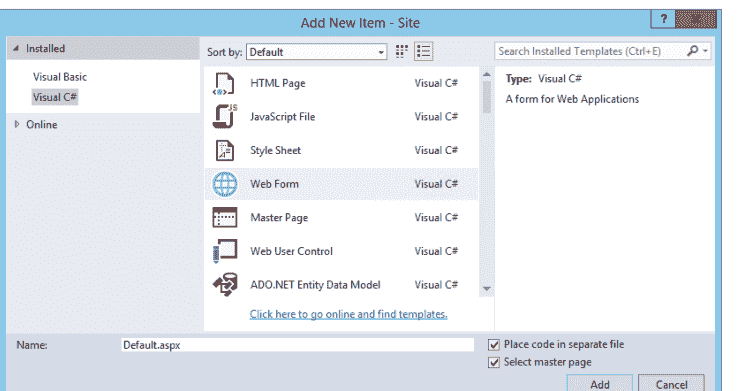 Add New Item - Site
?
Installed
Sort by: Default
Search Installed Templates (Ctrl+E)
Visual Basic
Visual C#
Online
HTML Page Visual C#
JS
JavaScript File Visual C#
Style Sheet Visual C#
Web Form Visual C#
Master Page Visual C#
Web User Control Visual C#
ADO.NET Entity Data Model Visual C#
Click here to go online and find templates.
Type: Visual C#
A form for Web Applications
Name: Default.aspx
Place code in separate file
Select master page
Add Cancel